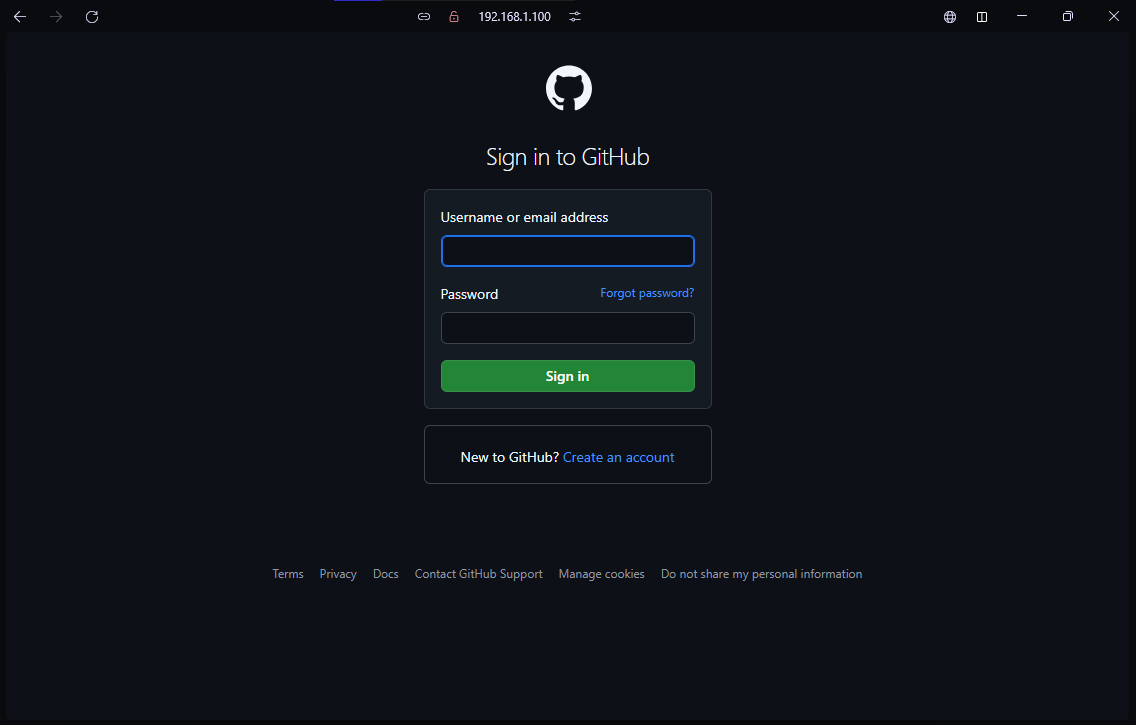 192.168.1.100
Sign in to GitHub
Username or email address
Password Forgot password?
Sign in
New to GitHub? Create an account
Terms Privacy Docs Contact GitHub Support Manage cookies Do not share my personal information